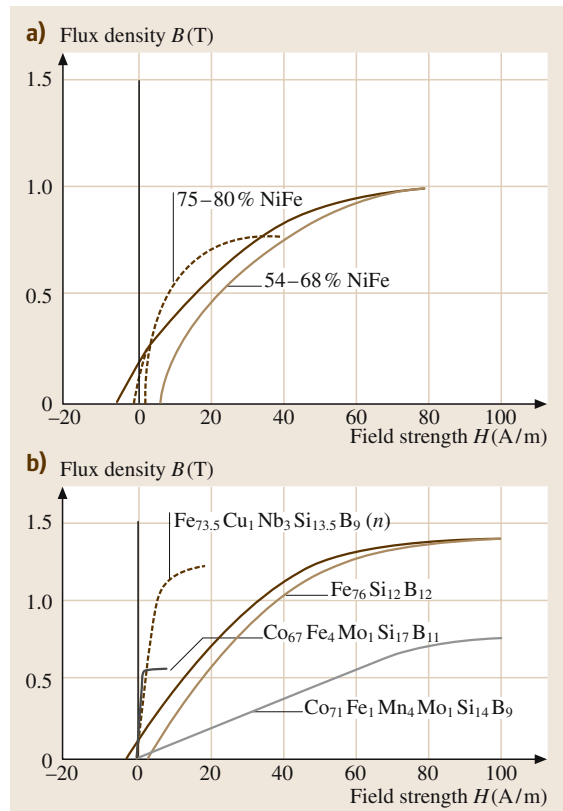 a) Flux density B (T)
1.5
1.0
0.5
0
75–80 % NiFe
54–68 % NiFe
−20 0 20 40 60 80 100
Field strength H (A/m)
b) Flux density B (T)
1.5
1.0
0.5
0
Fe73.5 Cu1 Nb3 Si13.5 B9 (n)
Fe76 Si12 B12
Co67 Fe4 Mo1 Si17 B11
Co71 Fe1 Mn4 Mo1 Si14 B9
−20 0 20 40 60 80 100
Field strength H (A/m)